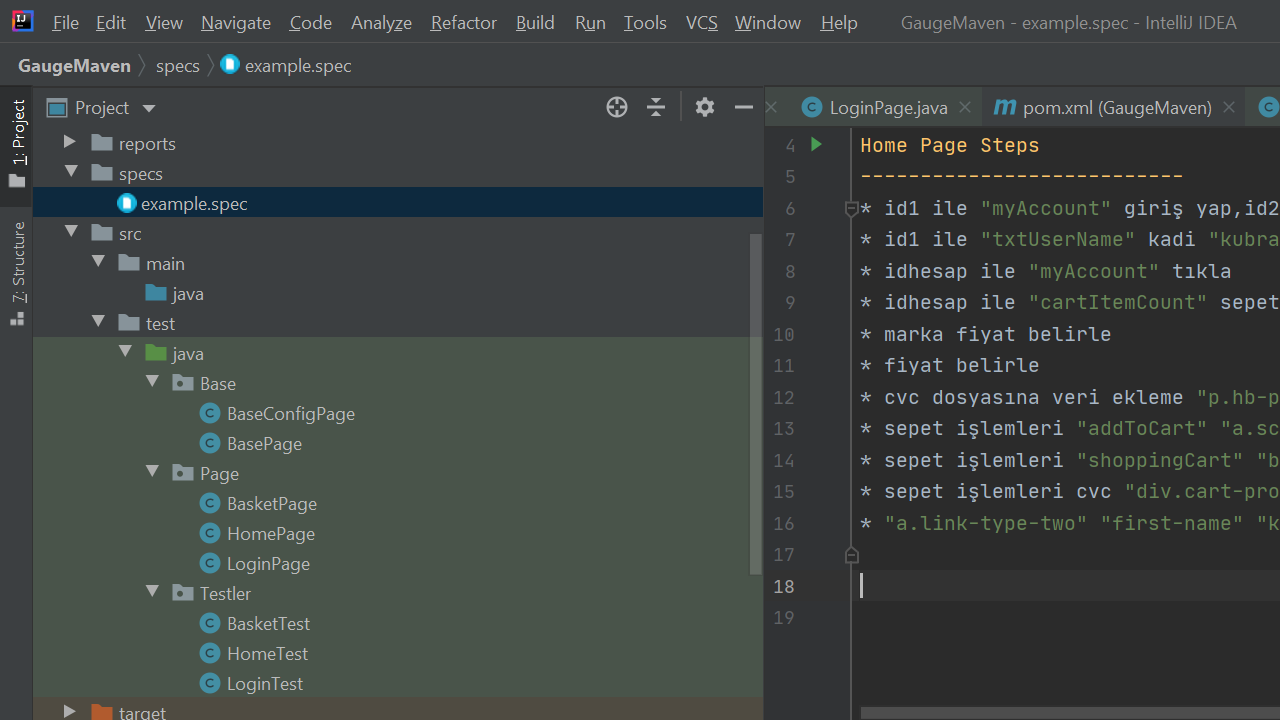 File Edit View Navigate Code Analyze Refactor Build Run Tools VCS Window Help GaugeMaven - example.spec - IntelliJ IDEA
GaugeMaven specs example.spec
1: Project
7: Structure
Project
reports
specs
example.spec
src
main
java
test
java
Base
BaseConfigPage
BasePage
Page
BasketPage
HomePage
LoginPage
Testler
BasketTest
HomeTest
LoginTest
target
LoginPage.java pom.xml (GaugeMaven)
4 Home Page Steps
5 ---------------------------
6 * id1 ile "myAccount" giriş yap,id2
7 * id1 ile "txtUserName" kadi "kubra
8 * idhesap ile "myAccount" tıkla
9 * idhesap ile "cartItemCount" sepet
10 * marka fiyat belirle
11 * fiyat belirle
12 * cvc dosyasına veri ekleme "p.hb-p
13 * sepet işlemleri "addToCart" "a.sc
14 * sepet işlemleri "shoppingCart" "b
15 * sepet işlemleri cvc "div.cart-pro
16 * "a.link-type-two" "first-name" "k
17
18
19